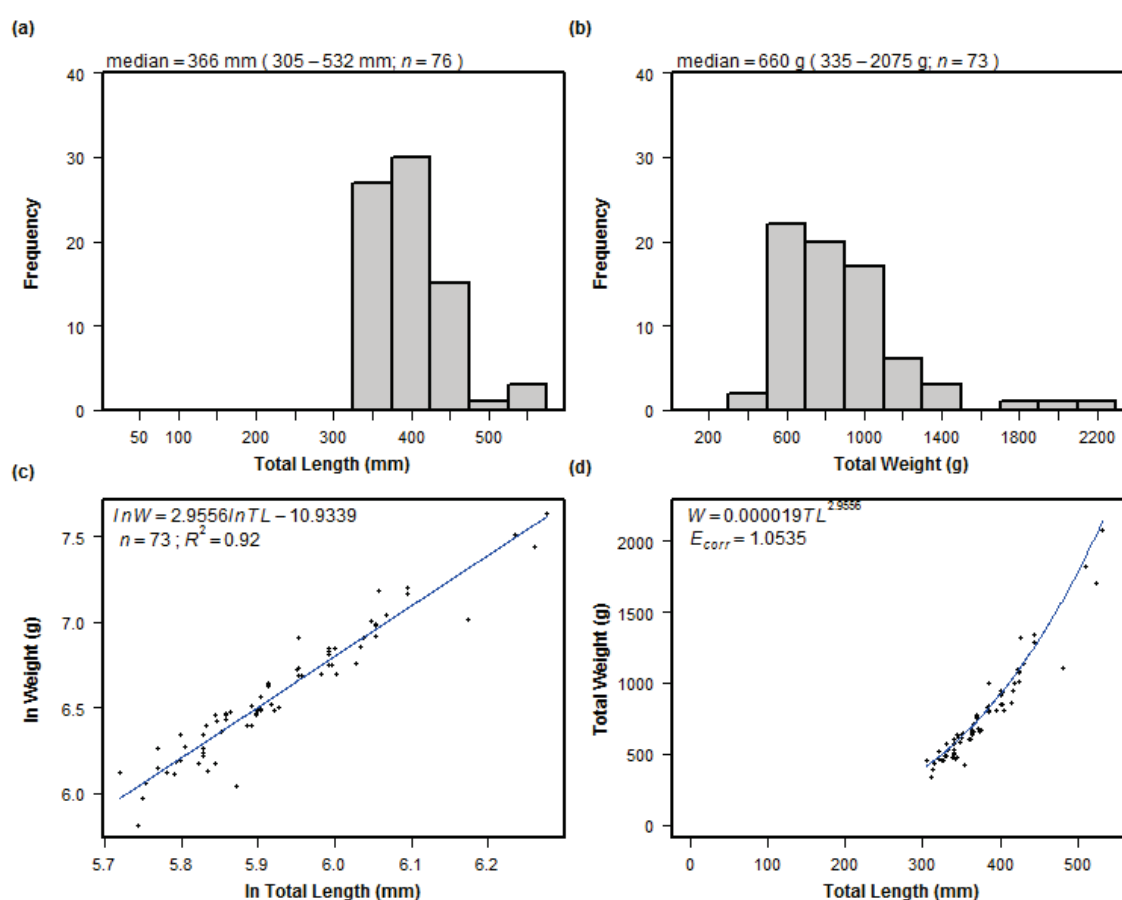 (a)
median = 366 mm ( 305 – 532 mm; n = 76 )
40
30
20
10
0
Frequency
50 100 200 300 400 500
Total Length (mm)
(b)
median = 660 g ( 335 – 2075 g; n = 73 )
40
30
20
10
0
Frequency
200 600 1000 1400 1800 2200
Total Weight (g)
(c)
lnW = 2.9556lnTL – 10.9339
n = 73 ; R² = 0.92
7.5
7.0
6.5
6.0
ln Weight (g)
5.7 5.8 5.9 6.0 6.1 6.2
ln Total Length (mm)
(d)
W = 0.000019TL^2.9556
E_corr = 1.0535
2000
1500
1000
500
0
Total Weight (g)
0 100 200 300 400 500
Total Length (mm)